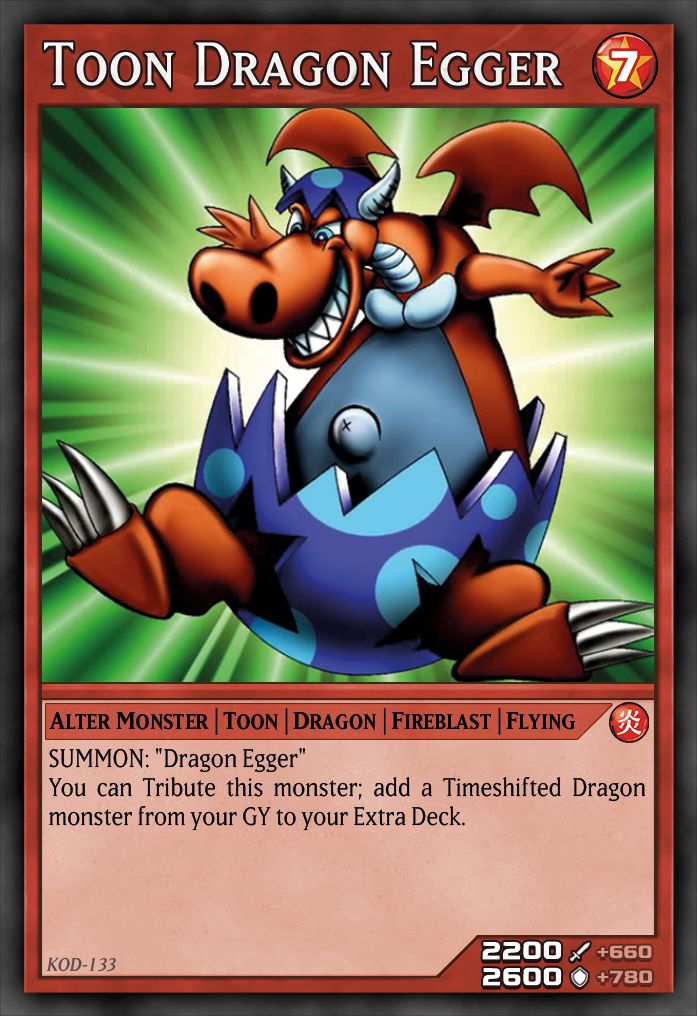 Toon Dragon Egger 7
Alter Monster | Toon | Dragon | Fireblast | Flying 炎
SUMMON: "Dragon Egger"
You can Tribute this monster; add a Timeshifted Dragon
monster from your GY to your Extra Deck.
2200 +660
KOD-133
2600 +780